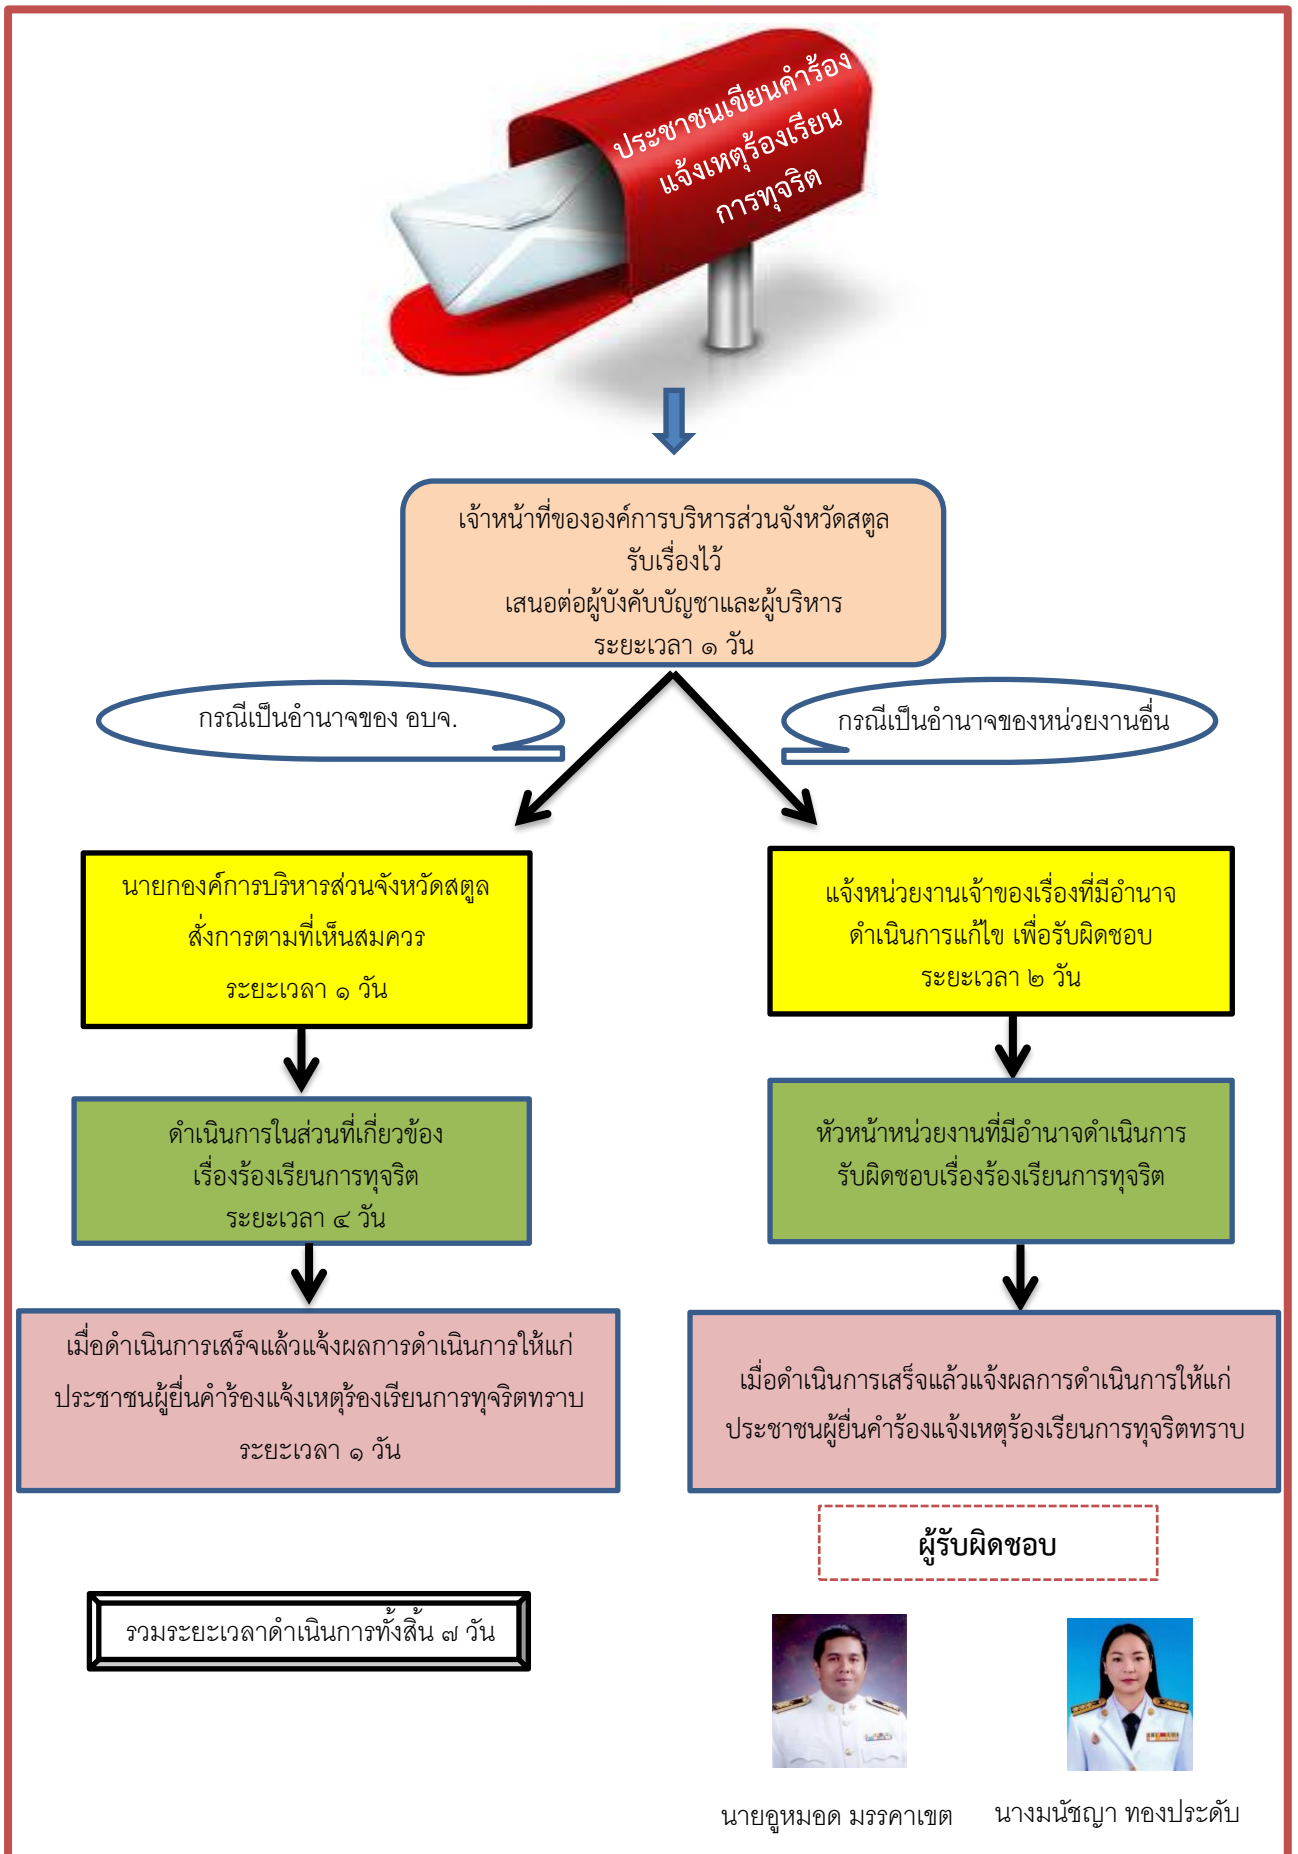 ประชาชนเขียนคำร้อง
แจ้งเหตุร้องเรียน
การทุจริต
เจ้าหน้าที่ขององค์การบริหารส่วนจังหวัดสตูล
รับเรื่องไว้
เสนอต่อผู้บังคับบัญชาและผู้บริหาร
ระยะเวลา ๑ วัน
กรณีเป็นอำนาจของ อบจ.
กรณีเป็นอำนาจของหน่วยงานอื่น
นายกองค์การบริหารส่วนจังหวัดสตูล
สั่งการตามที่เห็นสมควร
ระยะเวลา ๑ วัน
แจ้งหน่วยงานเจ้าของเรื่องที่มีอำนาจ
ดำเนินการแก้ไข เพื่อรับผิดชอบ
ระยะเวลา ๒ วัน
ดำเนินการในส่วนที่เกี่ยวข้อง
เรื่องร้องเรียนการทุจริต
ระยะเวลา ๔ วัน
หัวหน้าหน่วยงานที่มีอำนาจดำเนินการ
รับผิดชอบเรื่องร้องเรียนการทุจริต
เมื่อดำเนินการเสร็จแล้วแจ้งผลการดำเนินการให้แก่
ประชาชนผู้ยื่นคำร้องแจ้งเหตุร้องเรียนการทุจริตทราบ
ระยะเวลา ๑ วัน
เมื่อดำเนินการเสร็จแล้วแจ้งผลการดำเนินการให้แก่
ประชาชนผู้ยื่นคำร้องแจ้งเหตุร้องเรียนการทุจริตทราบ
ผู้รับผิดชอบ
รวมระยะเวลาดำเนินการทั้งสิ้น ๗ วัน
นายอูหมอด มรรคาเขต
นางมนัชญา ทองประดับ